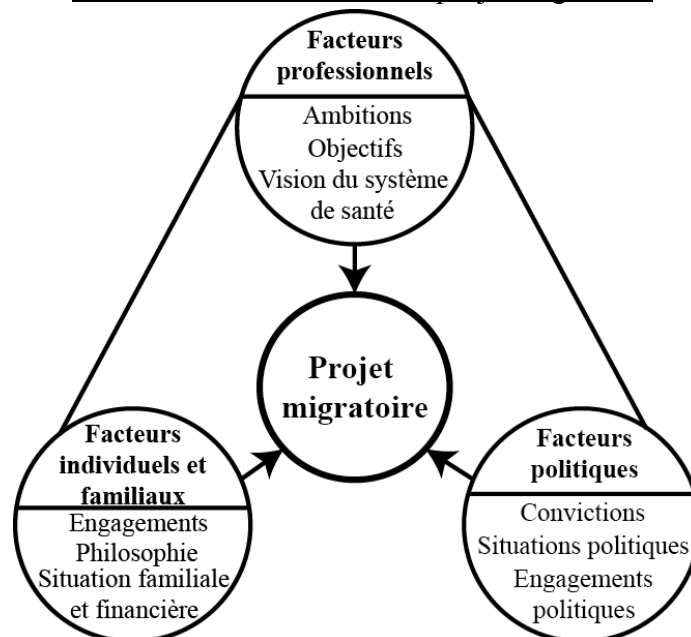 Facteurs
professionnels
Ambitions
Objectifs
Vision du système
de santé
Projet
migratoire
Facteurs
individuels et
familiaux
Engagements
Philosophie
Situation familiale
et financière
Facteurs
politiques
Convictions
Situations politiques
Engagements
politiques